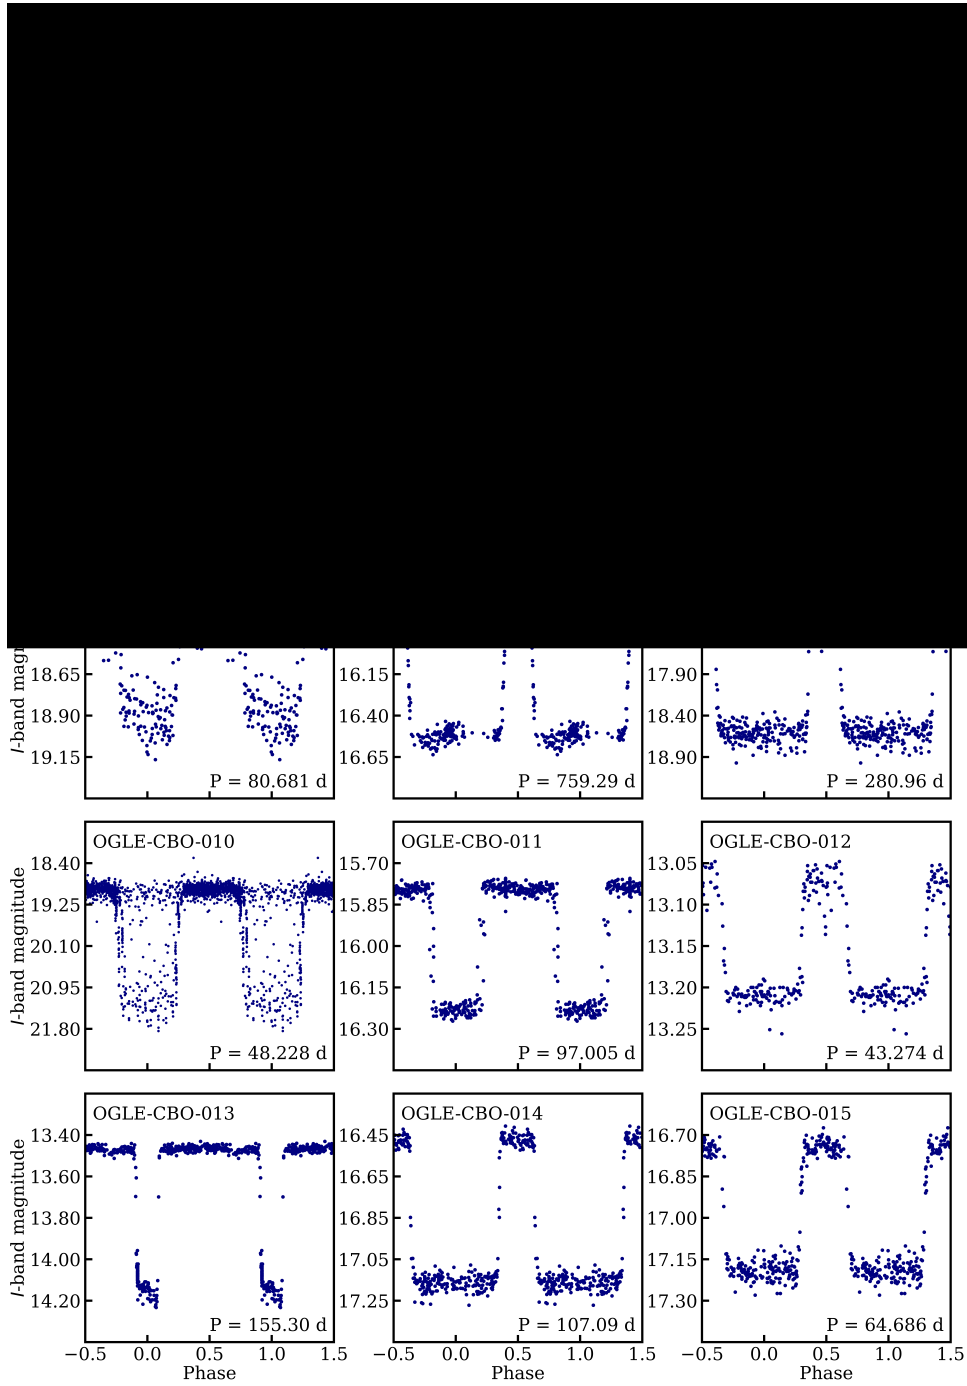 I-band magn
18.65
18.90
19.15
P = 80.681 d
16.15
16.40
16.65
P = 759.29 d
17.90
18.40
18.90
P = 280.96 d
I-band magnitude
18.40
19.25
20.10
20.95
21.80
OGLE-CBO-010
P = 48.228 d
15.70
15.85
16.00
16.15
16.30
OGLE-CBO-011
P = 97.005 d
13.05
13.10
13.15
13.20
13.25
OGLE-CBO-012
P = 43.274 d
I-band magnitude
13.40
13.60
13.80
14.00
14.20
OGLE-CBO-013
P = 155.30 d
−0.5 0.0 0.5 1.0 1.5
Phase
16.45
16.65
16.85
17.05
17.25
OGLE-CBO-014
P = 107.09 d
−0.5 0.0 0.5 1.0 1.5
Phase
16.70
16.85
17.00
17.15
17.30
OGLE-CBO-015
P = 64.686 d
−0.5 0.0 0.5 1.0 1.5
Phase